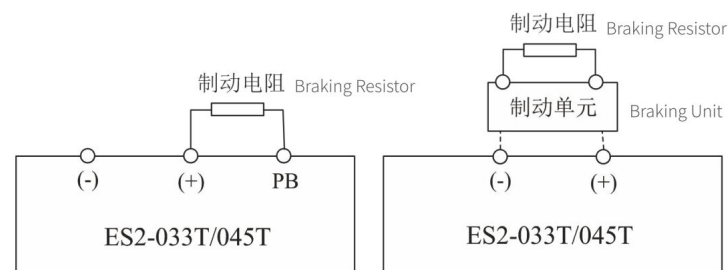 制动电阻 Braking Resistor
(-) (+) PB
ES2-033T/045T
制动电阻 Braking Resistor
制动单元 Braking Unit
(-) (+)
ES2-033T/045T